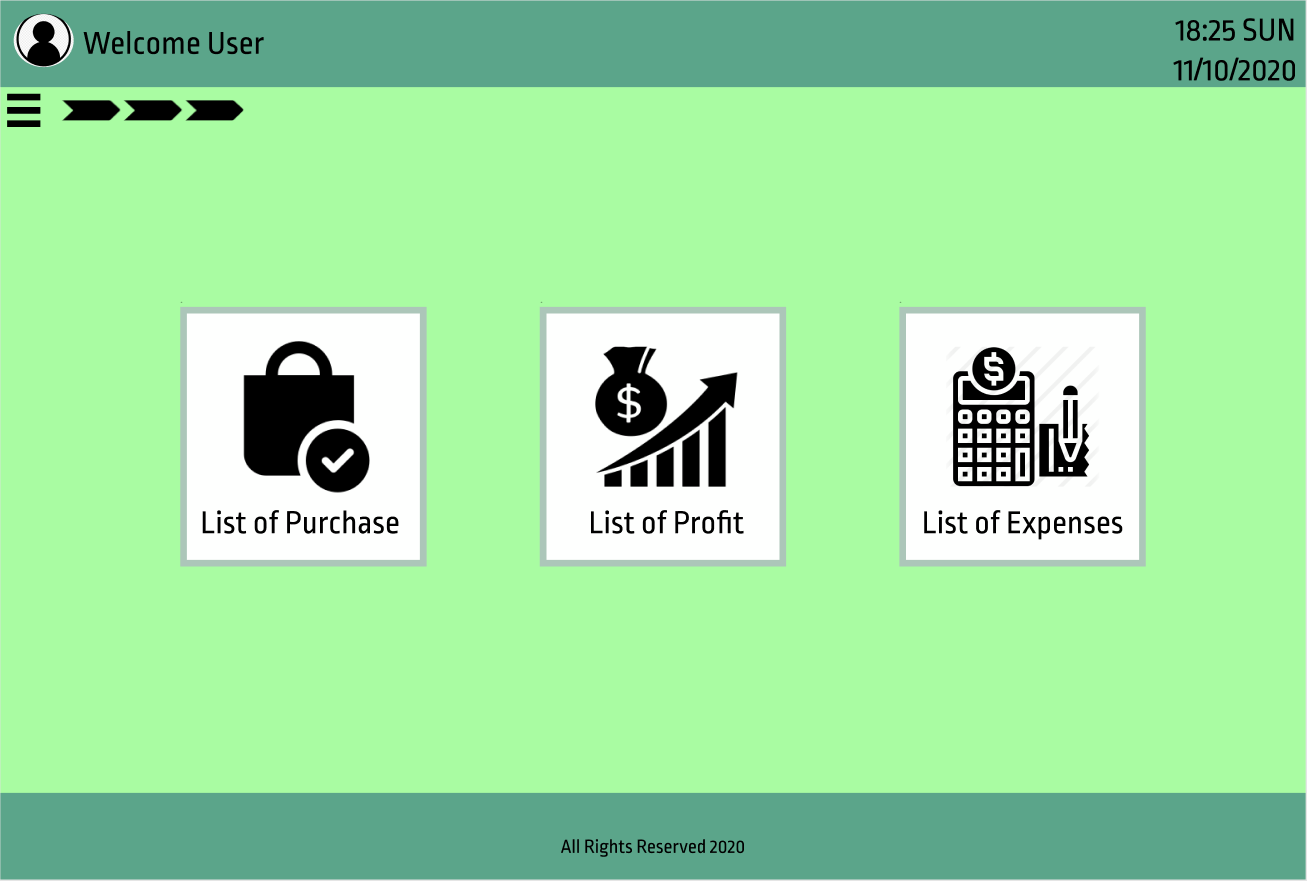 Welcome User
18:25 SUN
11/10/2020
$
$
$
List of Purchase
List of Profit
List of Expenses
All Rights Reserved 2020